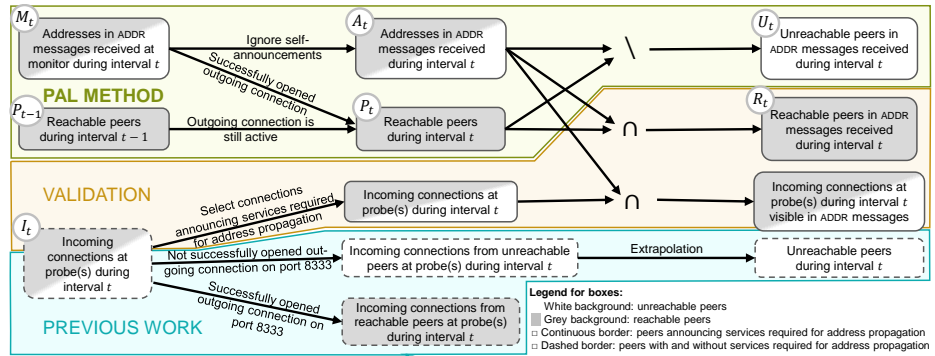 M_t
Addresses in ADDR
messages received at
monitor during interval t
Ignore self-
announcements
A_t
Addresses in ADDR
messages received
during interval t
\
U_t
Unreachable peers in
ADDR messages received
during interval t
Successfully opened
outgoing connection
PAL METHOD
P_{t-1}
Reachable peers
during interval t − 1
Outgoing connection is
still active
P_t
Reachable peers
during interval t
∩
R_t
Reachable peers in ADDR
messages received
during interval t
VALIDATION
Select connections
announcing services required
for address propagation
Incoming connections at
probe(s) during interval t
∩
Incoming connections at
probe(s) during interval t
visible in ADDR messages
I_t
Incoming
connections at
probe(s) during
interval t
Not successfully opened out-
going connection on port 8333
Incoming connections from unreachable
peers at probe(s) during interval t
Extrapolation
Unreachable peers
during interval t
Successfully opened
outgoing connection on
port 8333
Incoming connections from
reachable peers at probe(s)
during interval t
PREVIOUS WORK
Legend for boxes:
White background: unreachable peers
Grey background: reachable peers
□ Continuous border: peers announcing services required for address propagation
□ Dashed border: peers with and without services required for address propagation